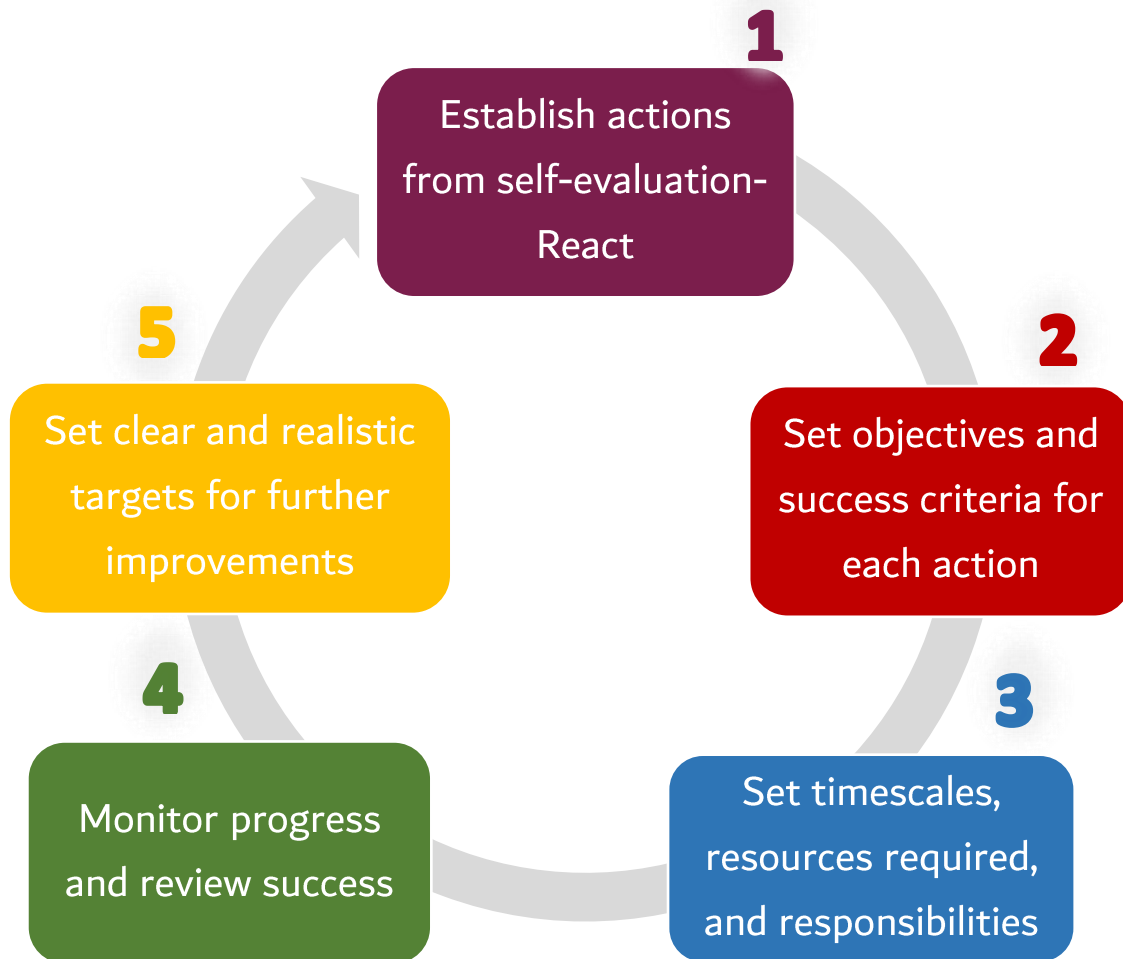 1
Establish actions
from self-evaluation-
React
2
Set objectives and
success criteria for
each action
3
Set timescales,
resources required,
and responsibilities
4
Monitor progress
and review success
5
Set clear and realistic
targets for further
improvements